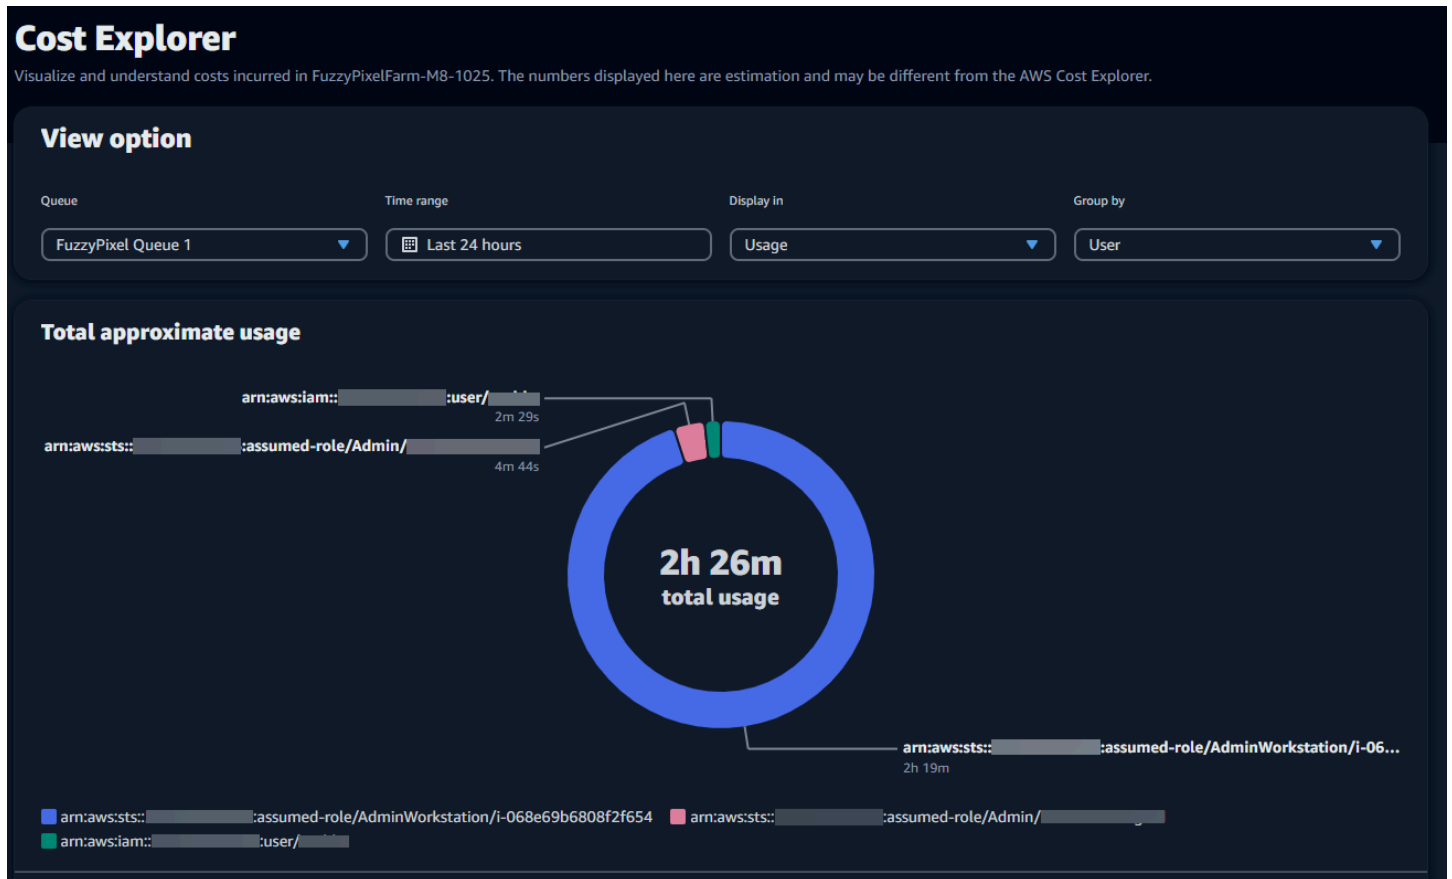 Cost Explorer
Visualize and understand costs incurred in FuzzyPixelFarm-M8-1025. The numbers displayed here are estimation and may be different from the AWS Cost Explorer.
View option
Queue Time range Display in Group by
FuzzyPixel Queue 1 Last 24 hours Usage User
Total approximate usage
arn:aws:iam:: :user/
2m 29s
arn:aws:sts:: :assumed-role/Admin/
4m 44s
2h 26m
total usage
arn:aws:sts:: :assumed-role/AdminWorkstation/i-06...
2h 19m
arn:aws:sts:: :assumed-role/AdminWorkstation/i-068e69b6808f2f654 arn:aws:sts:: :assumed-role/Admin/
arn:aws:iam:: :user/